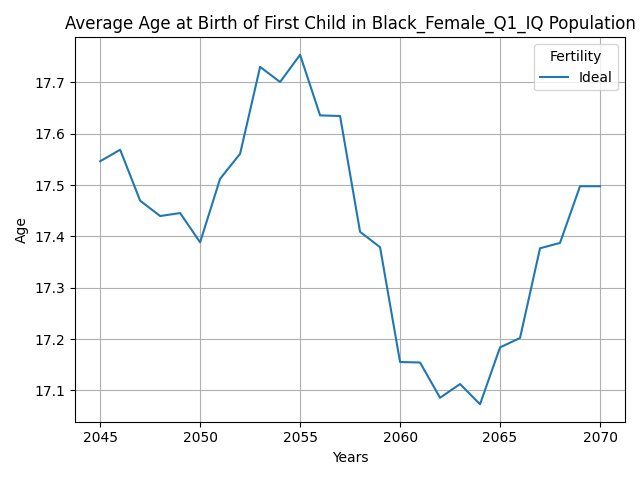 Average Age at Birth of First Child in Black_Female_Q1_IQ Population
Fertility
Ideal
Age
17.7
17.6
17.5
17.4
17.3
17.2
17.1
2045 2050 2055 2060 2065 2070
Years